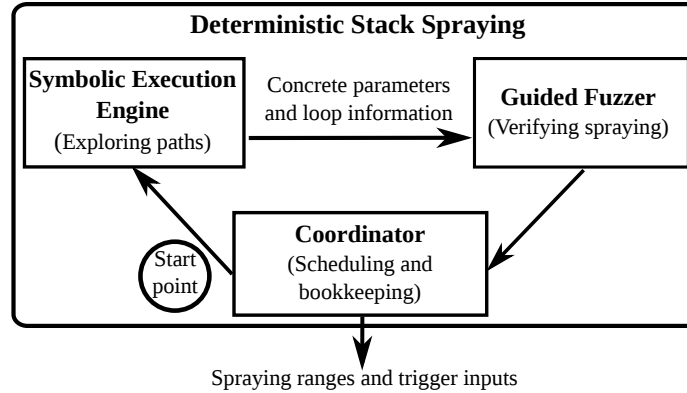 Deterministic Stack Spraying
Symbolic Execution
Engine
(Exploring paths)
Concrete parameters
and loop information
Guided Fuzzer
(Verifying spraying)
Start
point
Coordinator
(Scheduling and
bookkeeping)
Spraying ranges and trigger inputs